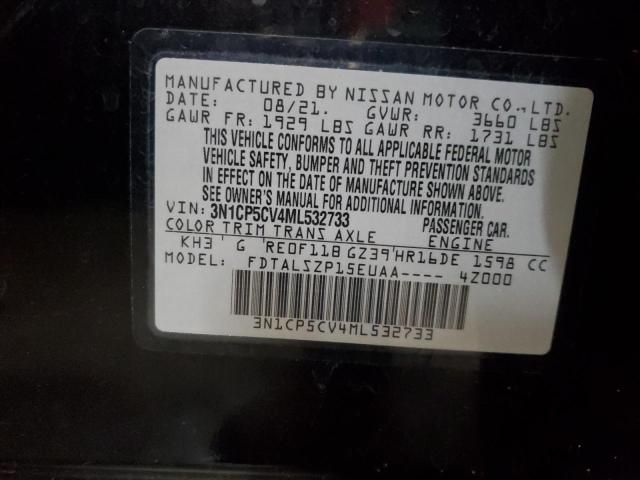 MANUFACTURED BY NISSAN MOTOR CO.,LTD.
DATE: 08/21. GVWR: 3660 LBS
GAWR FR: 1929 LBS GAWR RR: 1731 LBS
THIS VEHICLE CONFORMS TO ALL APPLICABLE FEDERAL MOTOR
VEHICLE SAFETY, BUMPER AND THEFT PREVENTION STANDARDS
IN EFFECT ON THE DATE OF MANUFACTURE SHOWN ABOVE.
SEE OWNER'S MANUAL FOR ADDITIONAL INFORMATION.
VIN: 3N1CP5CV4ML532733 PASSENGER CAR.
COLOR TRIM TRANS AXLE ENGINE
KH3 G RE0F11B GZ39 HR16DE 1598 CC
FDTALSZP15EUAA---- 4Z000
3N1CP5CV4ML532733